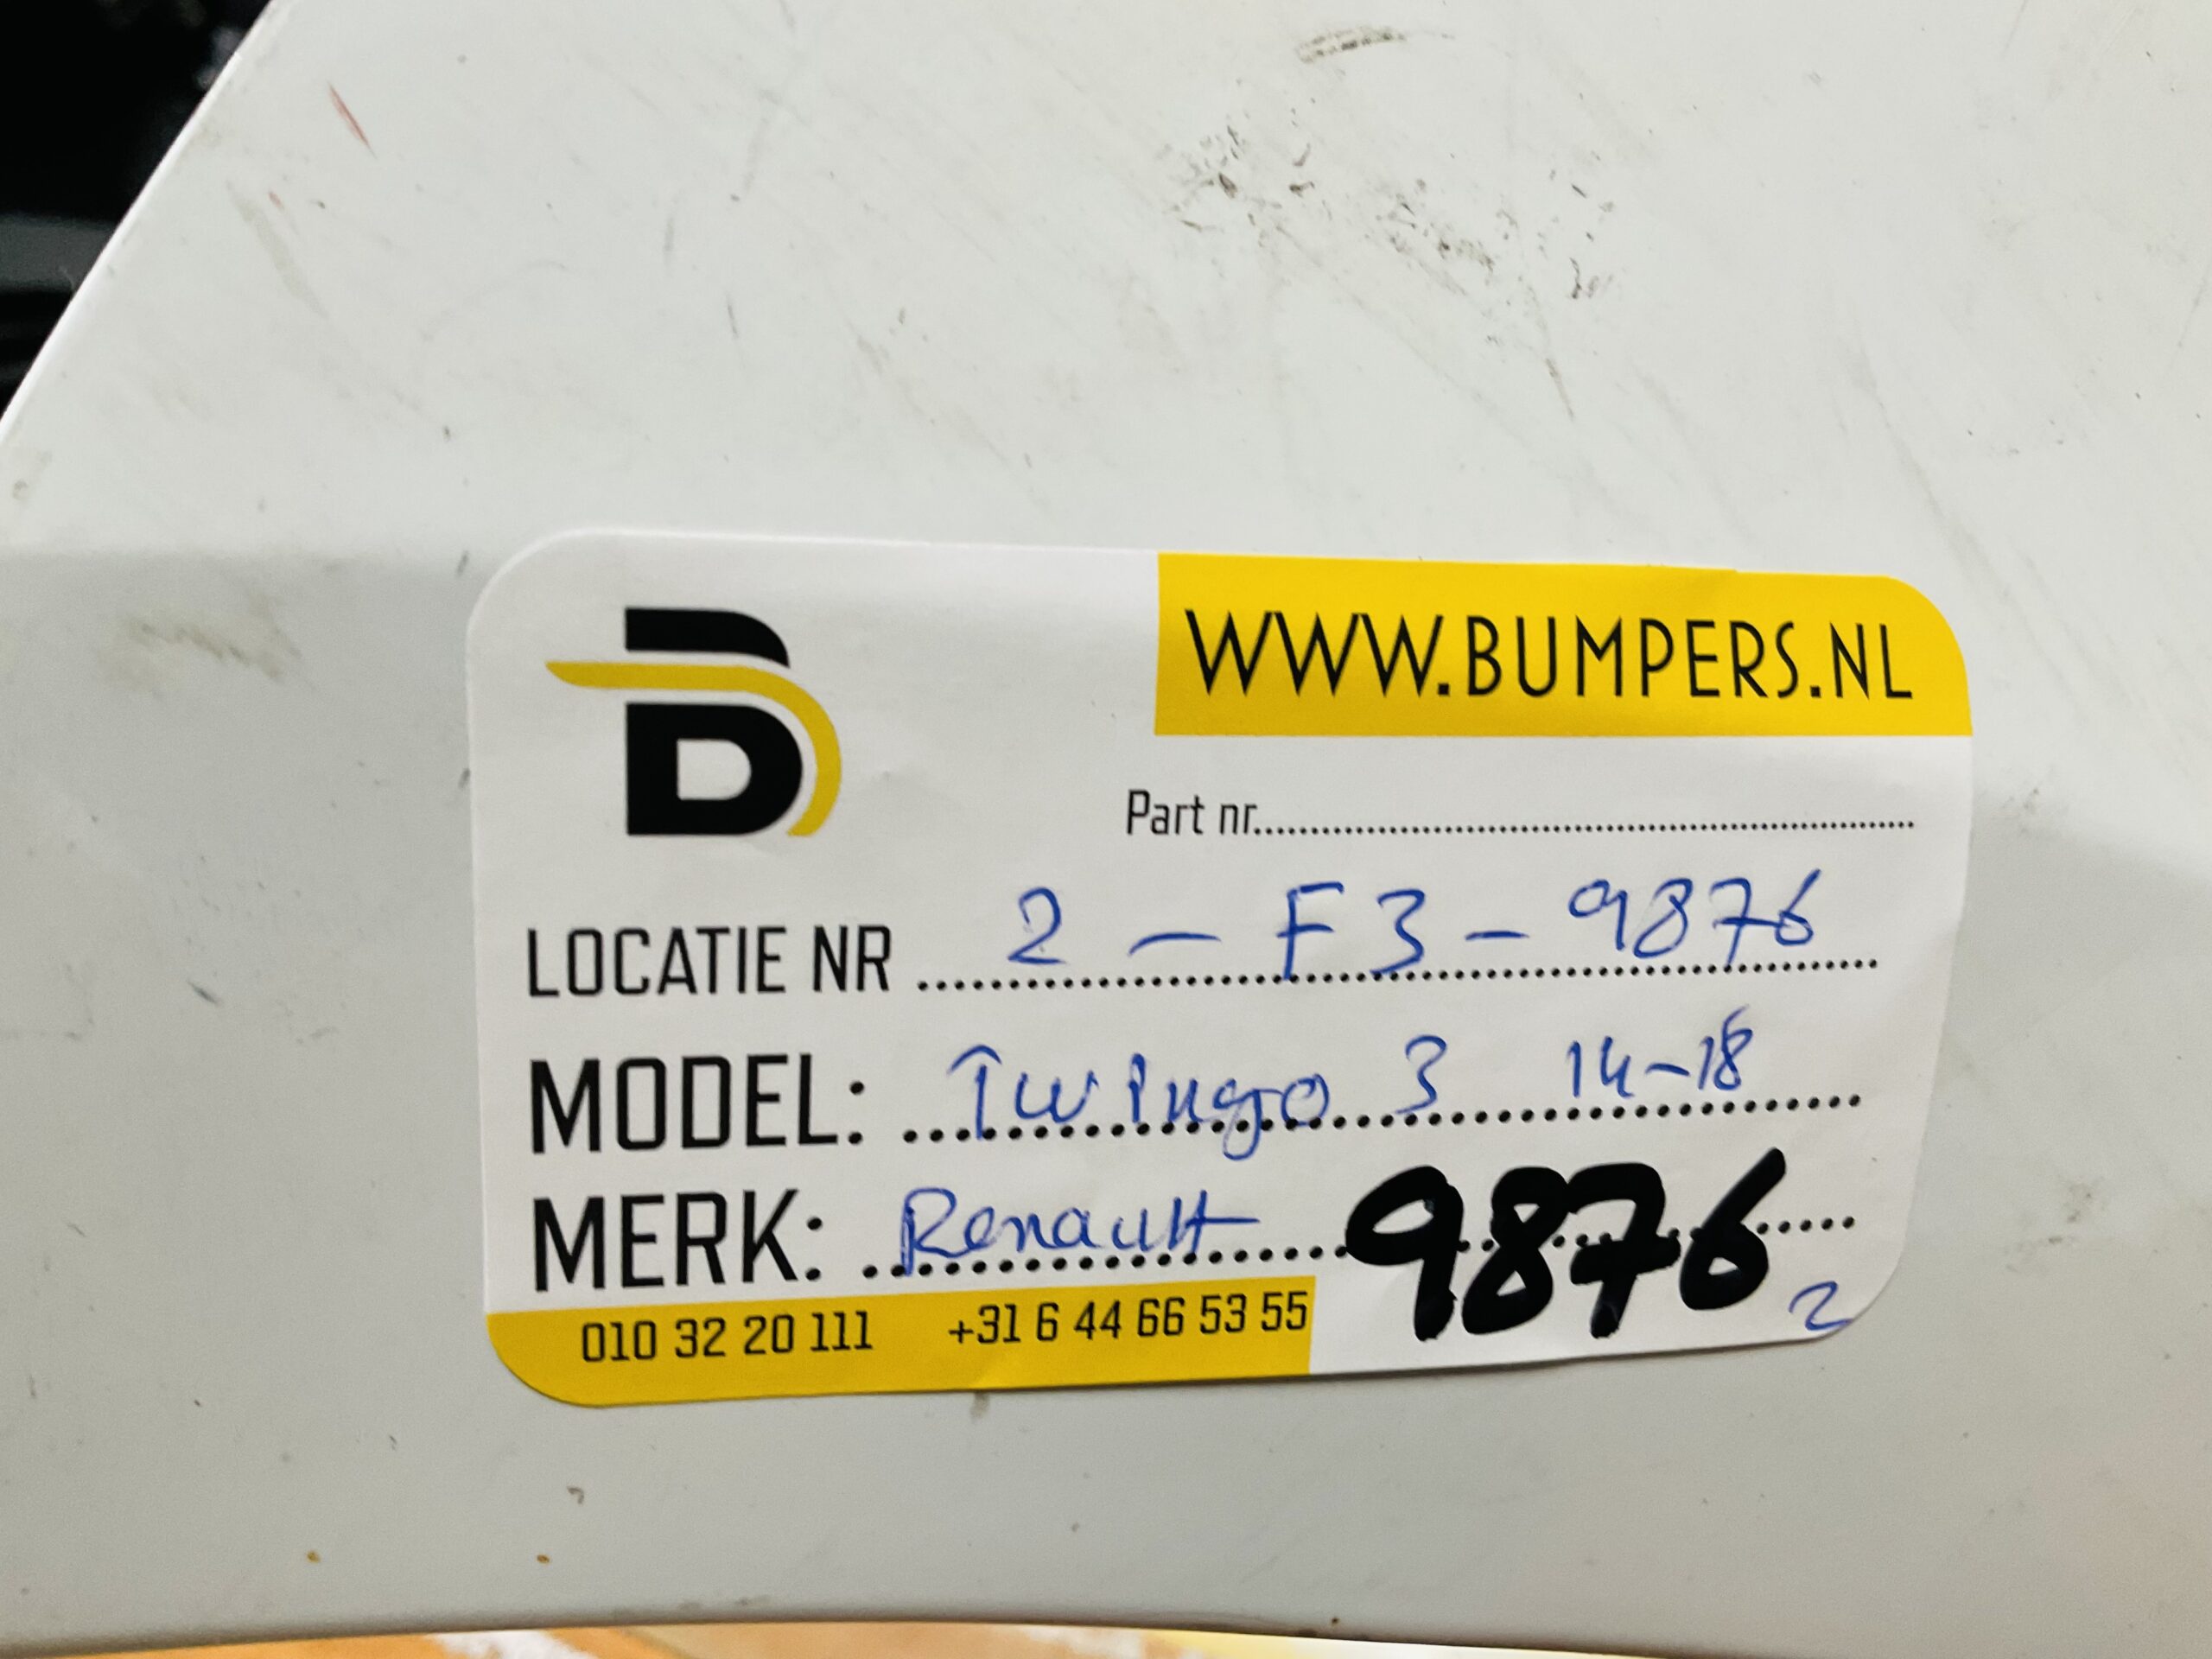 WWW.BUMPERS.NL
Part nr..........
LOCATIE NR 2 - F3 - 9876
MODEL: Twingo 3 14-18
MERK: Renault 9876
2
010 32 20 111 +31 6 44 66 53 55